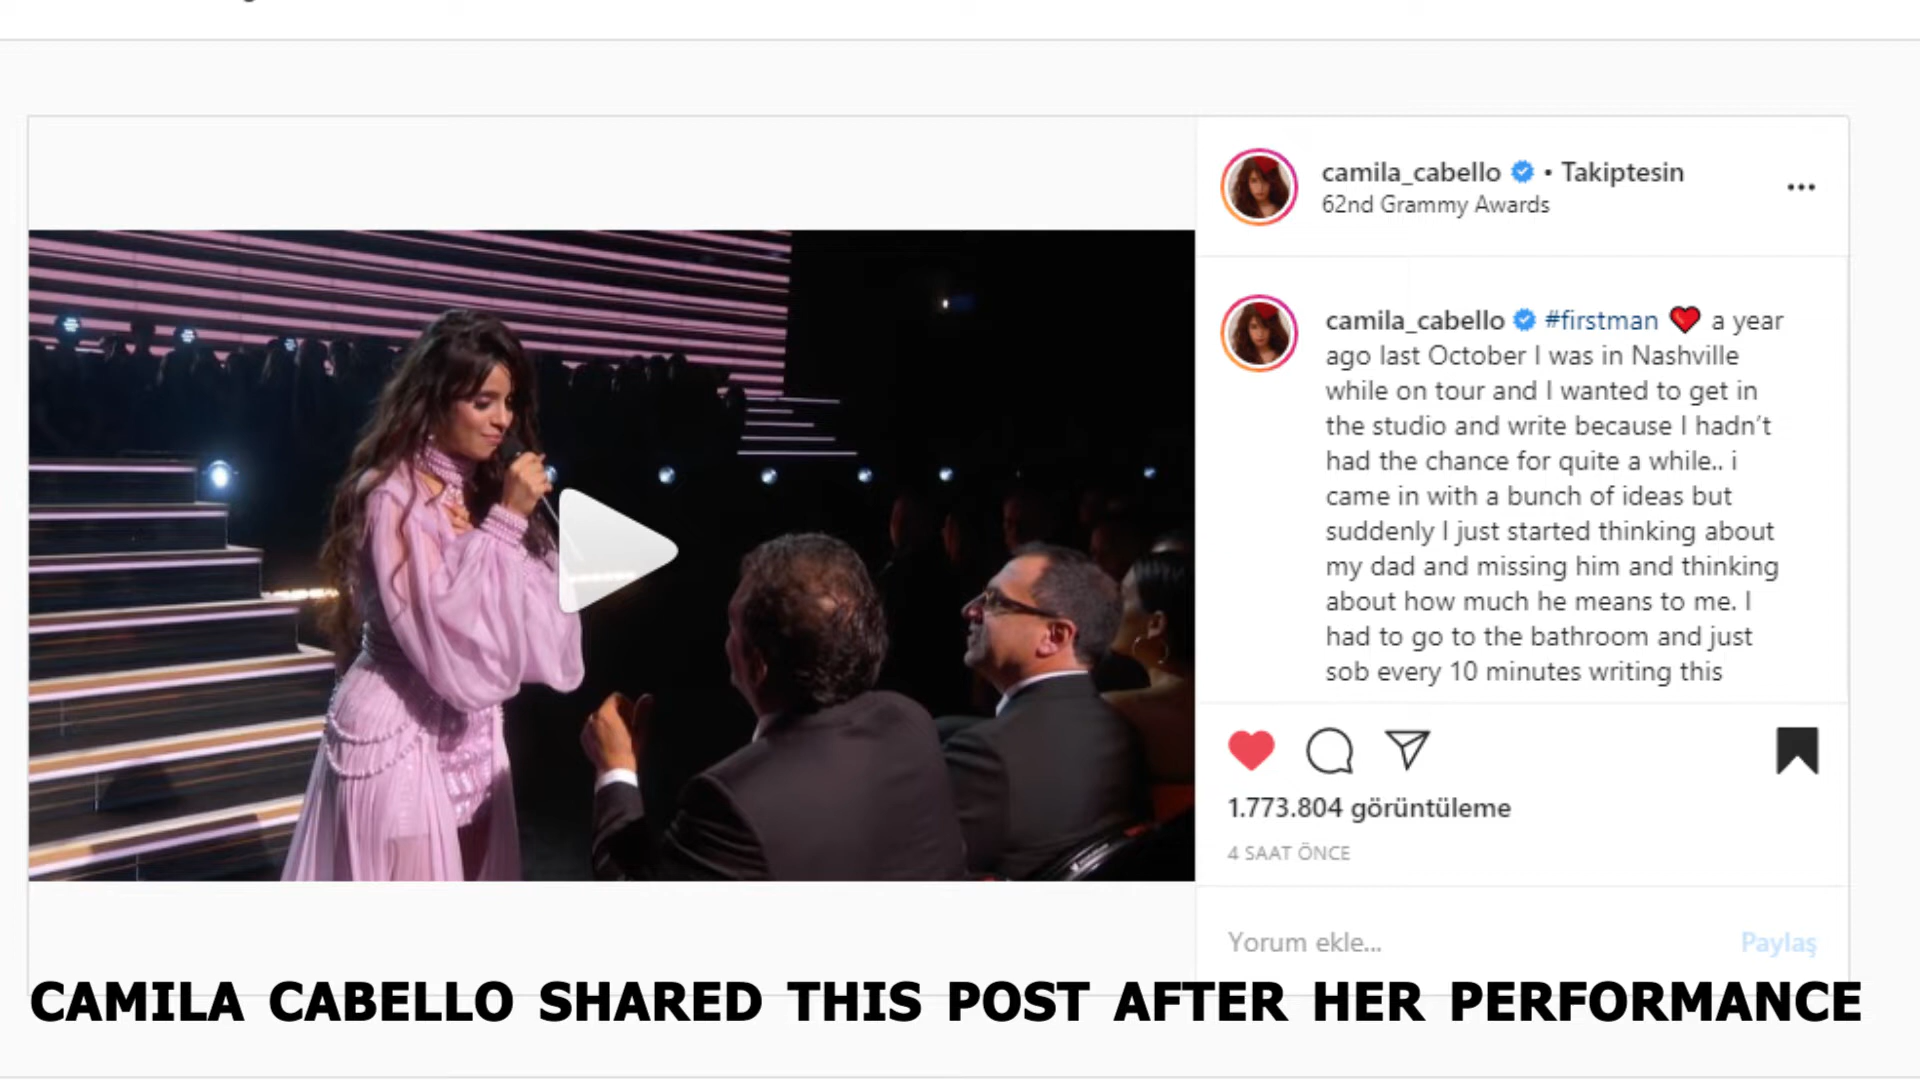 camila_cabello • Takiptesin
62nd Grammy Awards
camila_cabello #firstman ❤️ a year
ago last October I was in Nashville
while on tour and I wanted to get in
the studio and write because I hadn't
had the chance for quite a while.. i
came in with a bunch of ideas but
suddenly I just started thinking about
my dad and missing him and thinking
about how much he means to me. I
had to go to the bathroom and just
sob every 10 minutes writing this
1.773.804 görüntüleme
4 SAAT ÖNCE
Yorum ekle... Paylaş
CAMILA CABELLO SHARED THIS POST AFTER HER PERFORMANCE